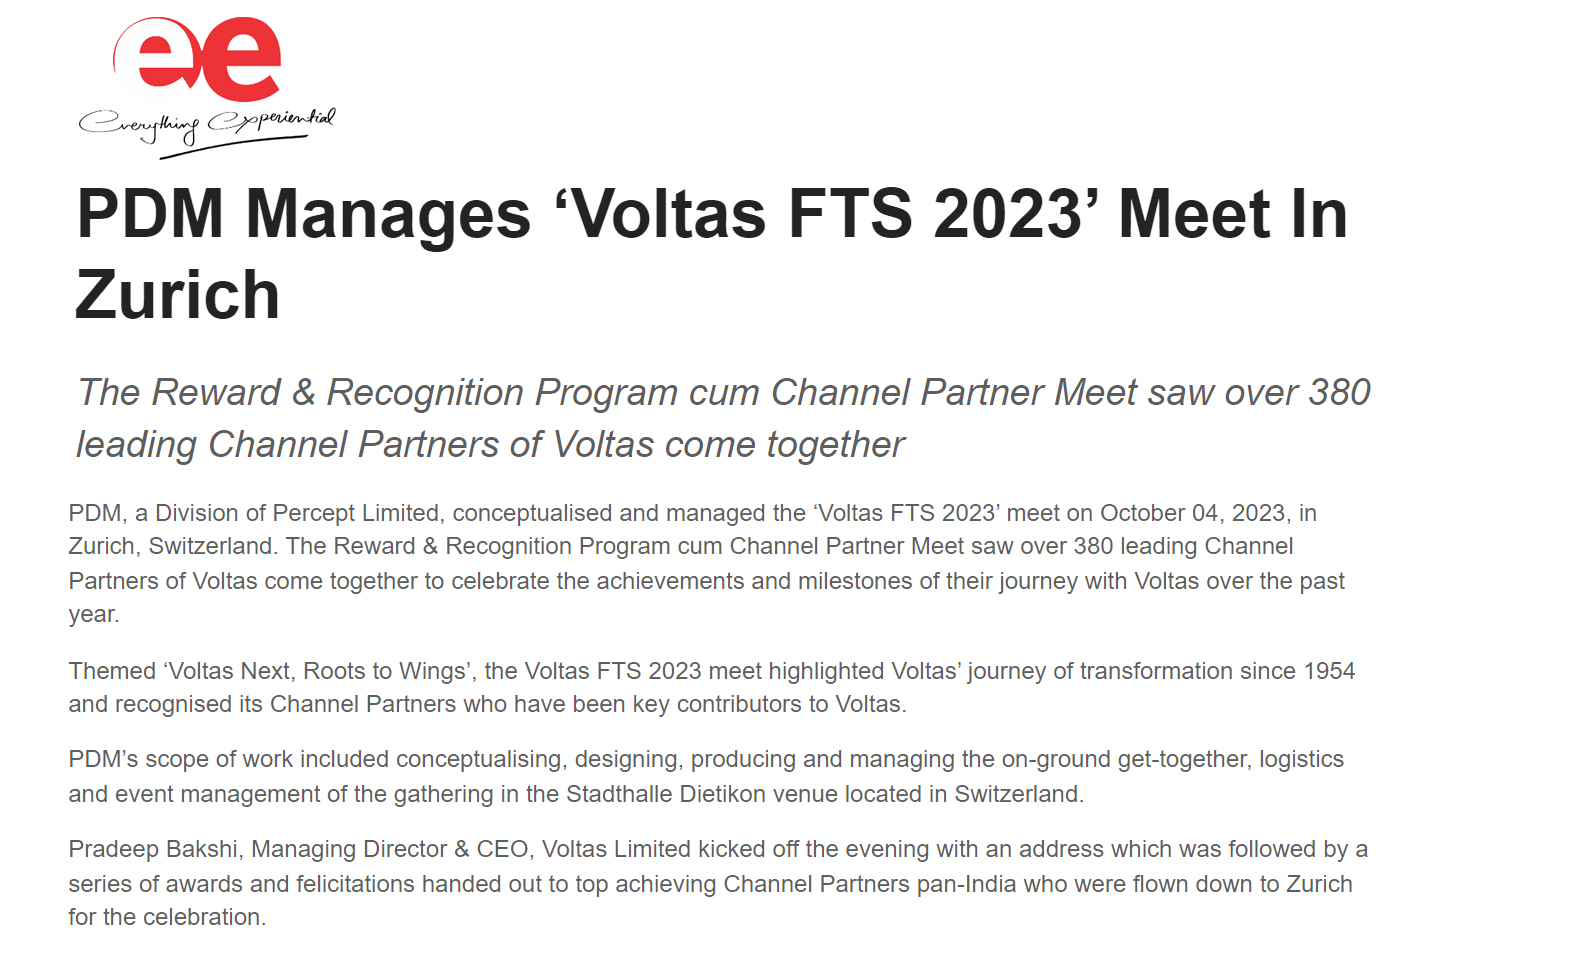 ee
Everything Experiential
PDM Manages ‘Voltas FTS 2023’ Meet In
Zurich
The Reward & Recognition Program cum Channel Partner Meet saw over 380
leading Channel Partners of Voltas come together
PDM, a Division of Percept Limited, conceptualised and managed the ‘Voltas FTS 2023’ meet on October 04, 2023, in
Zurich, Switzerland. The Reward & Recognition Program cum Channel Partner Meet saw over 380 leading Channel
Partners of Voltas come together to celebrate the achievements and milestones of their journey with Voltas over the past
year.
Themed ‘Voltas Next, Roots to Wings’, the Voltas FTS 2023 meet highlighted Voltas’ journey of transformation since 1954
and recognised its Channel Partners who have been key contributors to Voltas.
PDM’s scope of work included conceptualising, designing, producing and managing the on-ground get-together, logistics
and event management of the gathering in the Stadthalle Dietikon venue located in Switzerland.
Pradeep Bakshi, Managing Director & CEO, Voltas Limited kicked off the evening with an address which was followed by a
series of awards and felicitations handed out to top achieving Channel Partners pan-India who were flown down to Zurich
for the celebration.